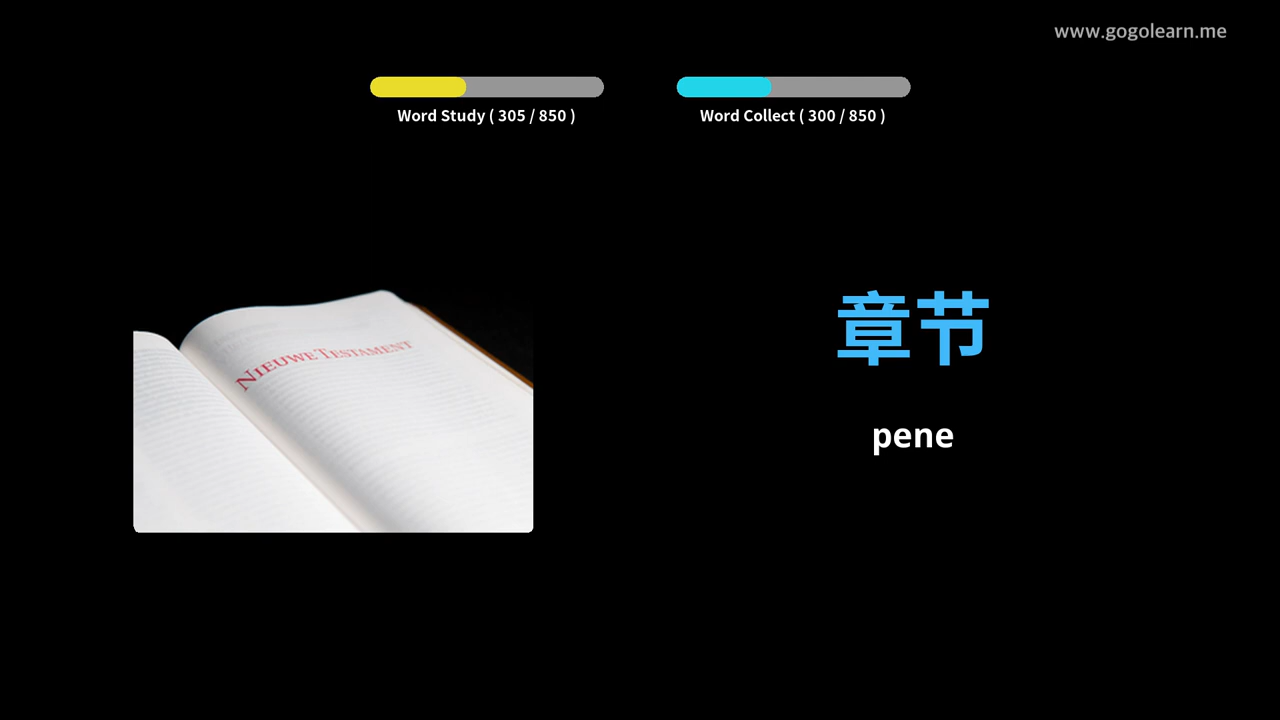 www.gogolearn.me
Word Study ( 305 / 850 )
Word Collect ( 300 / 850 )
NIEUWE TESTAMENT
章节
pene